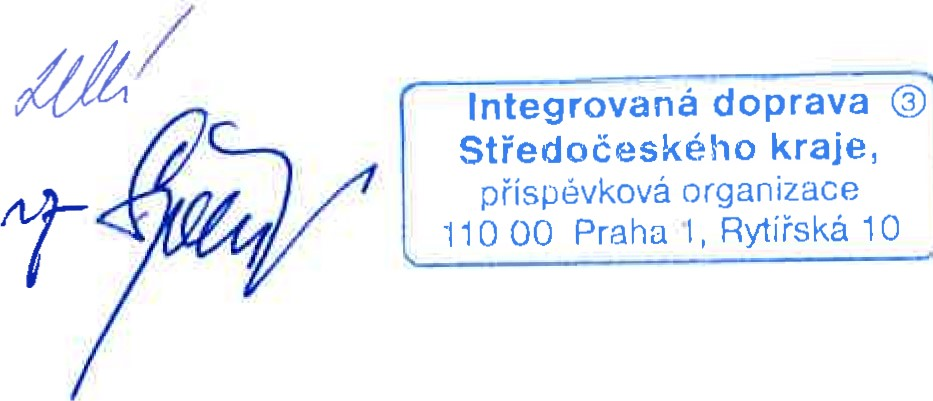 Integrovaná doprava ③
Středočeského kraje,
příspěvková organizace
110 00 Praha 1, Rytířská 10